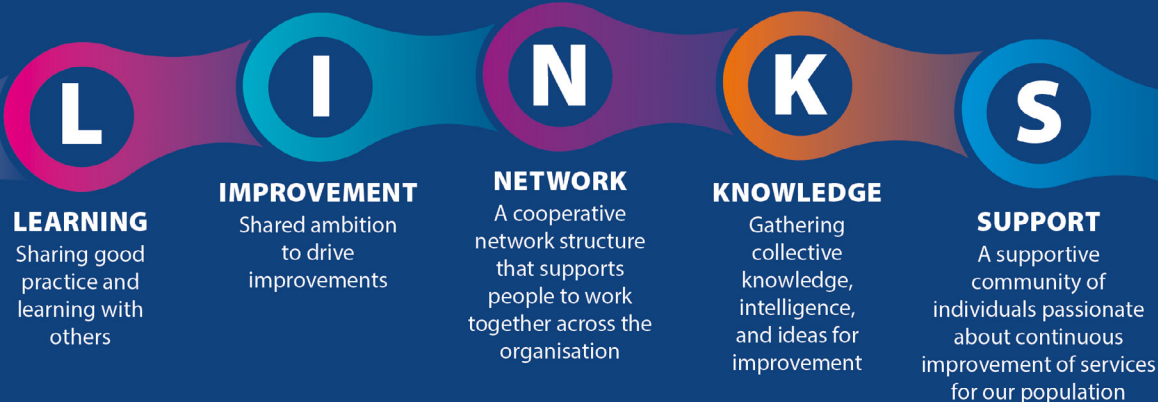 L
I
N
K
S
LEARNING
Sharing good
practice and
learning with
others
IMPROVEMENT
Shared ambition
to drive
improvements
NETWORK
A cooperative
network structure
that supports
people to work
together across the
organisation
KNOWLEDGE
Gathering
collective
knowledge,
intelligence,
and ideas for
improvement
SUPPORT
A supportive
community of
individuals passionate
about continuous
improvement of services
for our population